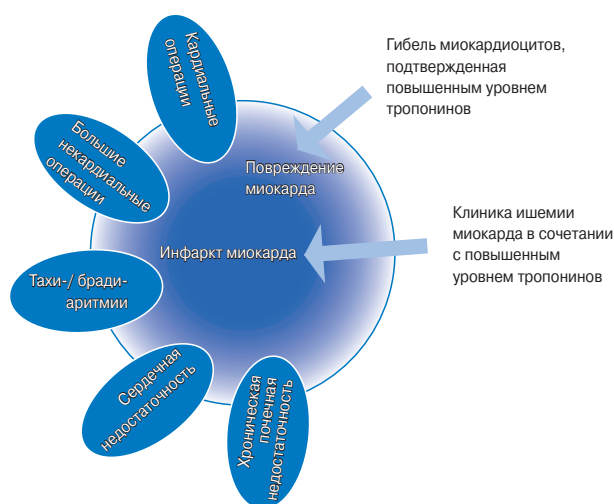 Кардиальные
операции
Большие
некардиальные
операции
Тахи-/ бради-
аритмии
Сердечная
недостаточность
Хроническая
почечная
недостаточность
Повреждение
миокарда
Инфаркт миокарда
Гибель миокардиоцитов,
подтвержденная
повышенным уровнем
тропонинов
Клиника ишемии
миокарда в сочетании
с повышенным
уровнем тропонинов